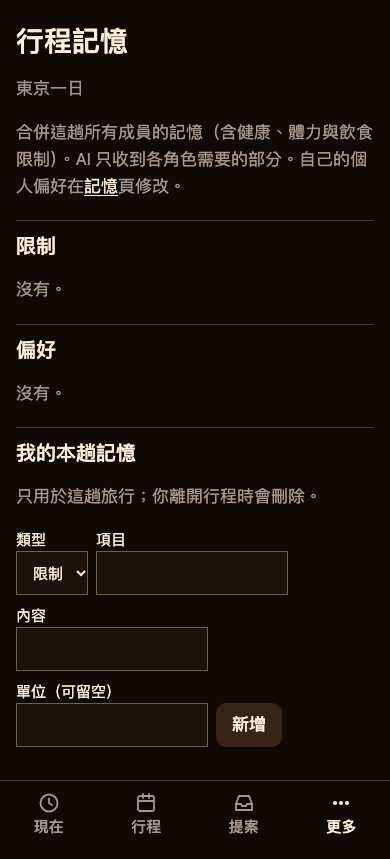 行程記憶
東京一日
合併這趟所有成員的記憶（含健康、體力與飲食
限制）。AI 只收到各角色需要的部分。自己的個
人偏好在記憶頁修改。
限制
沒有。
偏好
沒有。
我的本趟記憶
只用於這趟旅行；你離開行程時會刪除。
類型 項目
限制
內容
單位（可留空）
新增
現在 行程 提案 更多